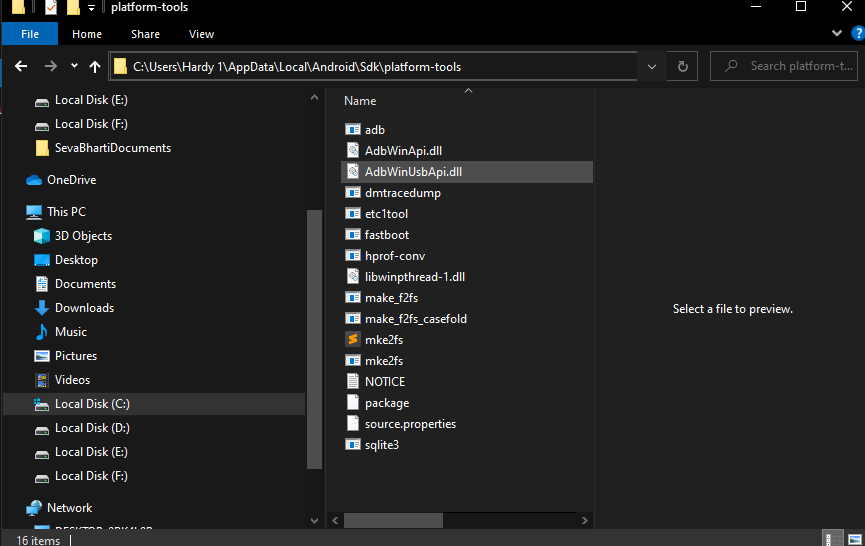 platform-tools
File
Home
Share
View
C:\Users\Hardy 1\AppData\Local\Android\Sdk\platform-tools
Search platform-t...
Local Disk (E:)
Local Disk (F:)
SevaBhartiDocuments
OneDrive
This PC
3D Objects
Desktop
Documents
Downloads
Music
Pictures
Videos
Local Disk (C:)
Local Disk (D:)
Local Disk (E:)
Local Disk (F:)
Network
Name
adb
AdbWinApi.dll
AdbWinUsbApi.dll
dmtracedump
etc1tool
fastboot
hprof-conv
libwinpthread-1.dll
make_f2fs
make_f2fs_casefold
mke2fs
mke2fs
NOTICE
package
source.properties
sqlite3
Select a file to preview.
16 items